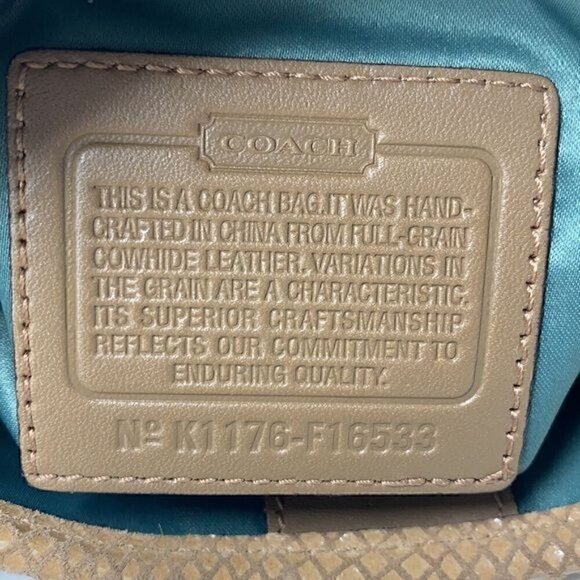 COACH
THIS IS A COACH BAG.IT WAS HAND-
CRAFTED IN CHINA FROM FULL-GRAIN
COWHIDE LEATHER. VARIATIONS IN
THE GRAIN ARE A CHARACTERISTIC.
ITS SUPERIOR CRAFTSMANSHIP
REFLECTS OUR COMMITMENT TO
ENDURING QUALITY.
Nº K1176-F16533